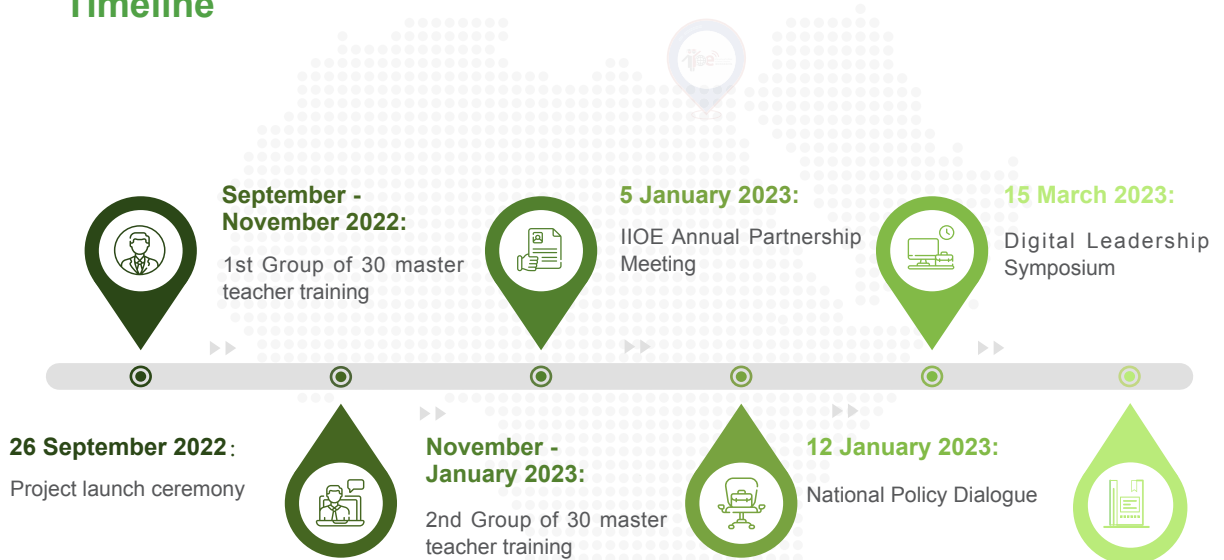 Timeline
iioe
September -
November 2022:
1st Group of 30 master
teacher training
5 January 2023:
IIOE Annual Partnership
Meeting
15 March 2023:
Digital Leadership
Symposium
26 September 2022:
Project launch ceremony
November -
January 2023:
2nd Group of 30 master
teacher training
12 January 2023:
National Policy Dialogue